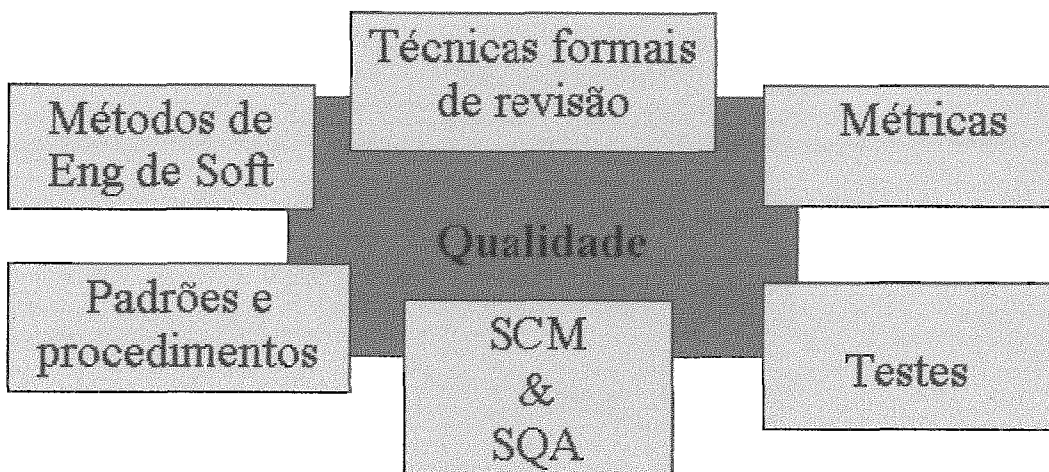 Técnicas formais
de revisão
Métodos de
Eng de Soft
Métricas
Qualidade
Padrões e
procedimentos
SCM
&
SQA
Testes